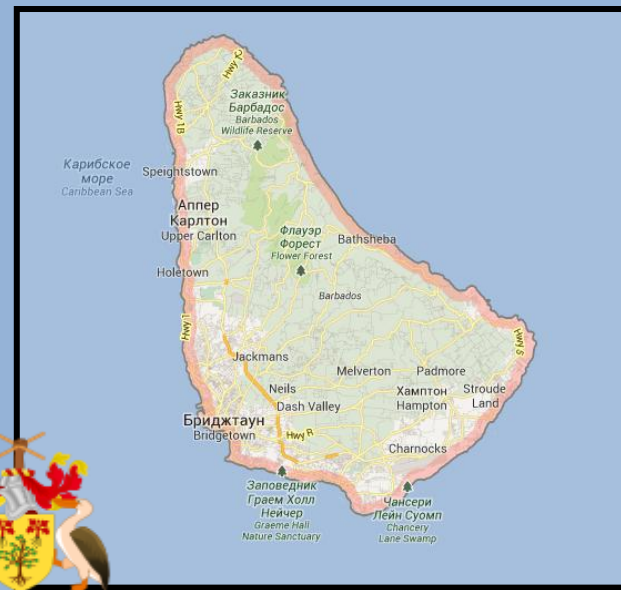 Hwy K
Заказник
Барбадос
Barbados
Wildlife Reserve
Hwy 1B
Карибское
море
Caribbean Sea
Speightstown
Аппер
Карлтон
Upper Carlton
Флауэр
Форест
Flower Forest
Bathsheba
Holetown
Barbados
Hwy 1
Hwy 5
Jackmans
Melverton
Padmore
Neils
Хамптон
Hampton
Stroude
Land
Dash Valley
Бриджтаун
Bridgetown
Hwy R
Charnocks
Заповедник
Граем Холл
Нейчер
Graeme Hall
Nature Sanctuary
Чансери
Лейн Суомп
Chancery
Lane Swamp